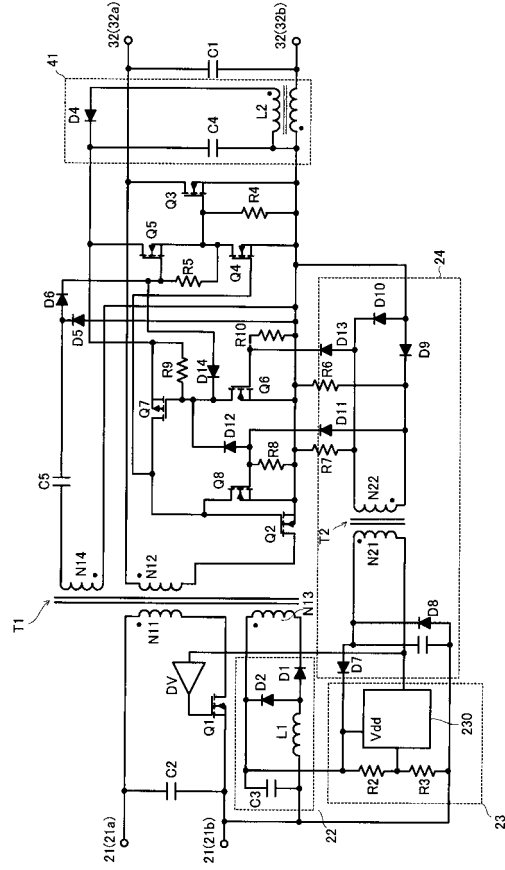 T1
21(21a)
21(21b)
C2
DV
Q1
N11
N14
N12
N13
C5
D6
D5
Q7
R9
D14
D12
Q8
R8
Q2
Q6
R10
R5
Q5
Q4
Q3
R4
D4
C4
L2
41
C1
32(32a)
32(32b)
C3
D2
L1
D1
22
R2
R3
Vdd
230
23
D7
D8
T2
N21
N22
R7
D11
R6
D13
D10
D9
24